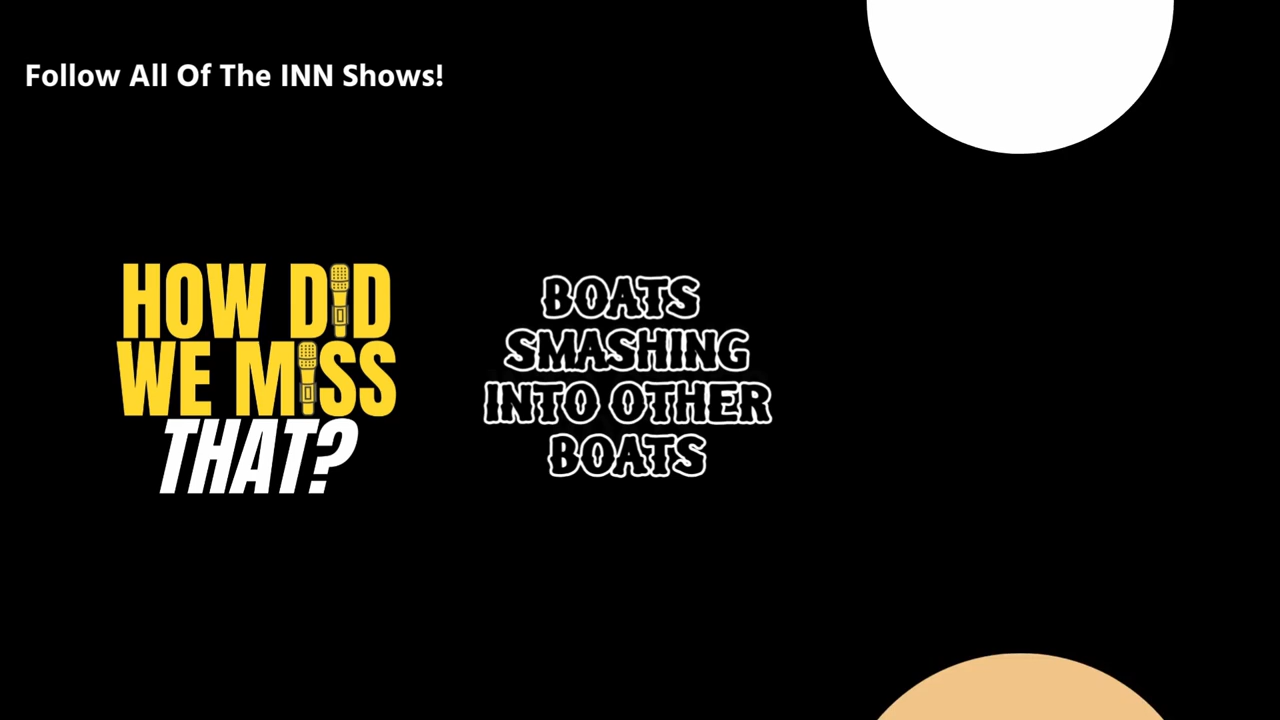 Follow All Of The INN Shows!
HOW DID
WE MISS
THAT?
BOATS
SMASHING
INTO OTHER
BOATS